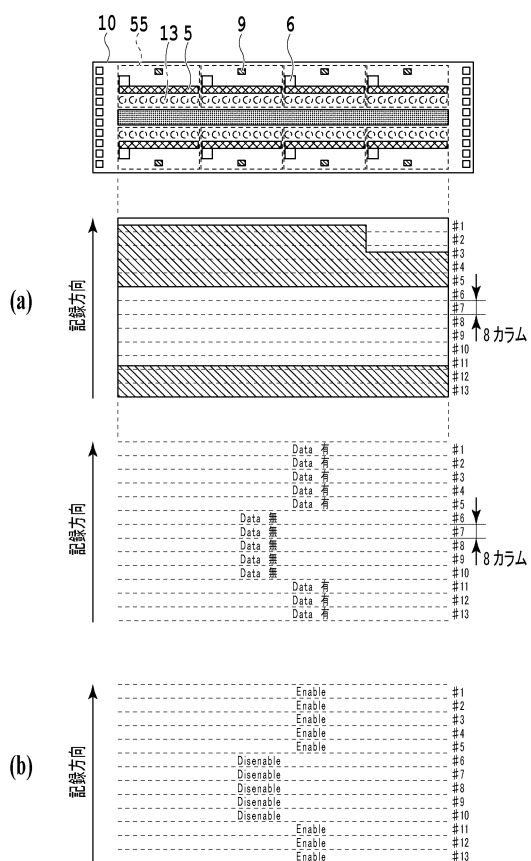 10 55 13 5 9 6
(a)
記録方向
#1
#2
#3
#4
#5
#6
#7
#8
#9
#10
#11
#12
#13
8 カラム
記録方向
Data 有 #1
Data 有 #2
Data 有 #3
Data 有 #4
Data 有 #5
Data 無 #6
Data 無 #7
Data 無 #8
Data 無 #9
Data 無 #10
Data 有 #11
Data 有 #12
Data 有 #13
8 カラム
(b)
記録方向
Enable #1
Enable #2
Enable #3
Enable #4
Enable #5
Disenable #6
Disenable #7
Disenable #8
Disenable #9
Disenable #10
Enable #11
Enable #12
Enable #13